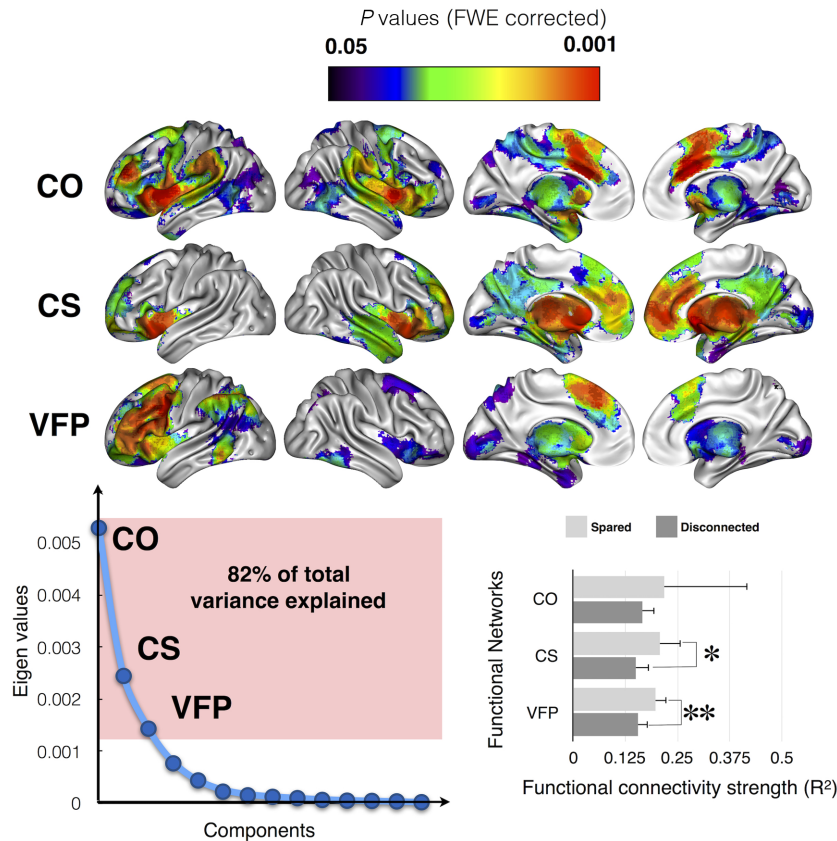 P values (FWE corrected)
0.05 0.001
CO
CS
VFP
0.005
0.004
0.003
0.002
0.001
0
Eigen values
Components
CO
CS
VFP
82% of total
variance explained
Spared Disconnected
Functional Networks
CO
CS
VFP
*
**
0 0.125 0.25 0.375 0.5
Functional connectivity strength (R²)